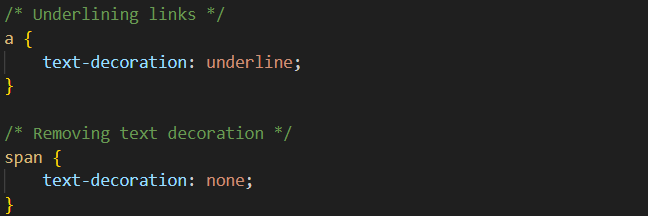 /* Underlining links */
a {
    text-decoration: underline;
}

/* Removing text decoration */
span {
    text-decoration: none;
}